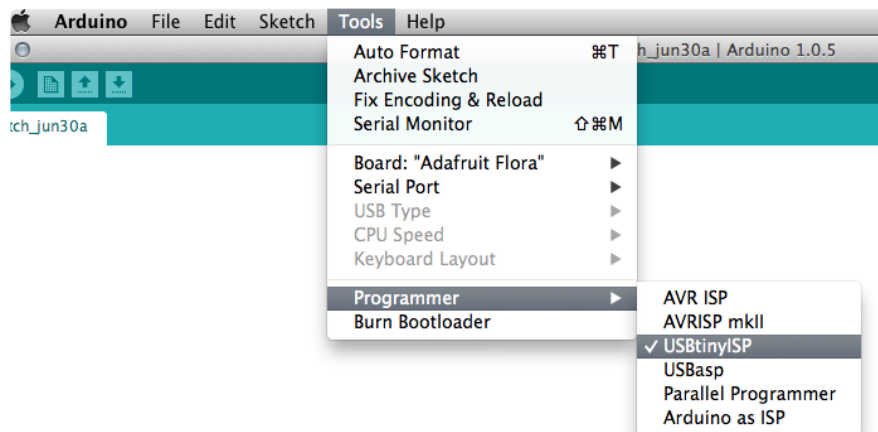 Arduino File Edit Sketch Tools Help
h_jun30a | Arduino 1.0.5
tch_jun30a
Auto Format ⌘T
Archive Sketch
Fix Encoding & Reload
Serial Monitor ⇧⌘M
Board: "Adafruit Flora" ▶
Serial Port ▶
USB Type ▶
CPU Speed ▶
Keyboard Layout ▶
Programmer ▶
Burn Bootloader
AVR ISP
AVRISP mkII
✓ USBtinyISP
USBasp
Parallel Programmer
Arduino as ISP